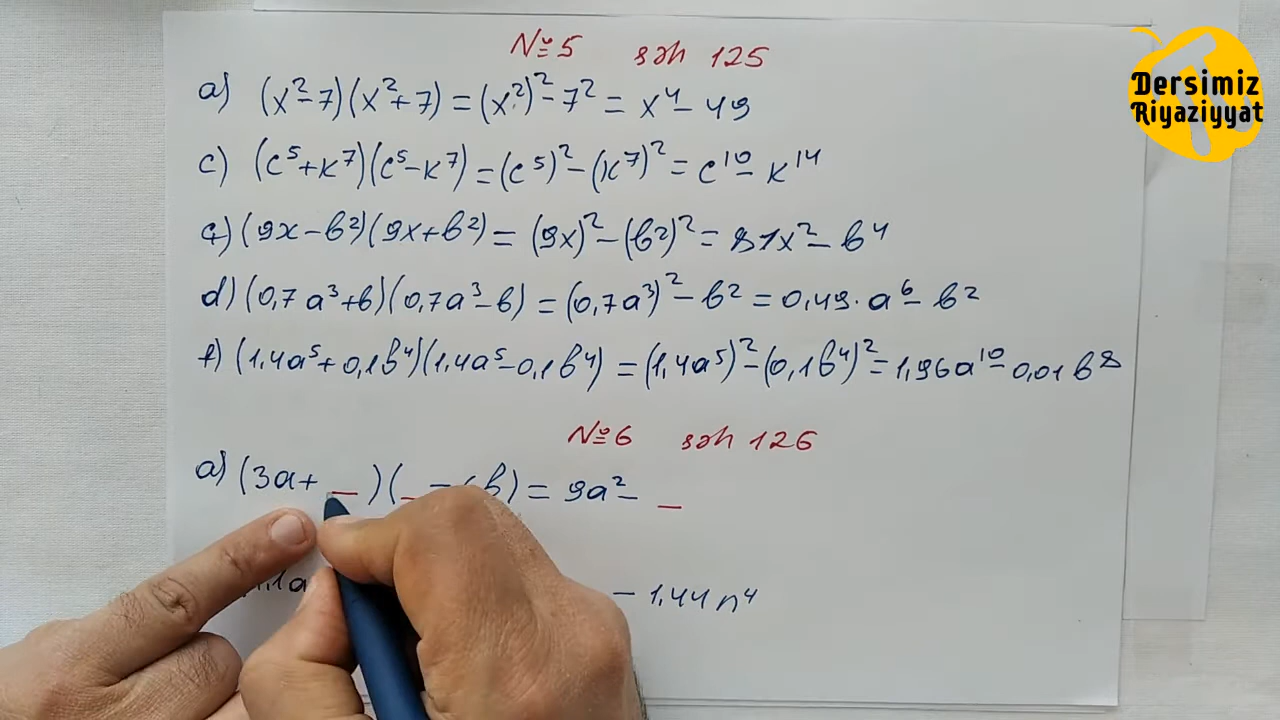 №5 səh 125
Dersimiz
Riyaziyyat
a) (x²-7)(x²+7) = (x²)²-7² = x⁴-49
c) (c⁵+k⁷)(c⁵-k⁷) = (c⁵)²-(k⁷)² = c¹⁰-k¹⁴
ç) (9x-b²)(9x+b²) = (9x)²-(b²)² = 81x²-b⁴
d) (0,7a³+b)(0,7a³-b) = (0,7a³)²-b² = 0,49·a⁶-b²
f) (1,4a⁵+0,1b⁴)(1,4a⁵-0,1b⁴) = (1,4a⁵)²-(0,1b⁴)² = 1,96a¹⁰-0,01b⁸
№6 səh 126
a) (3a+ _ )( _ - b) = 9a²- _
- 1,44n⁴